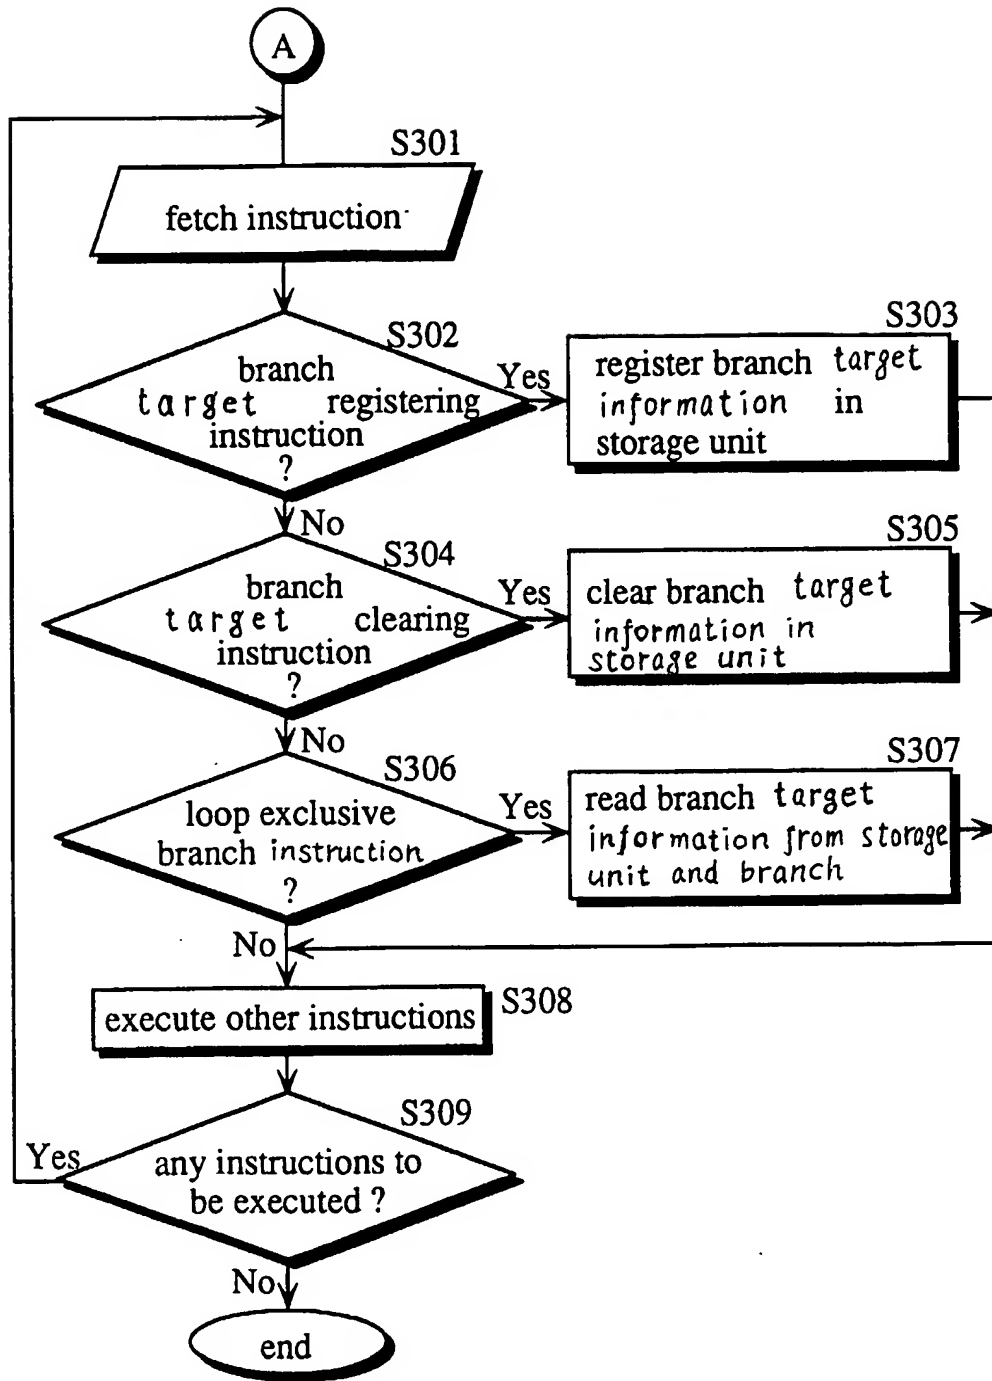 A
S301
fetch instruction
S302
branch
target registering
instruction
?
Yes
S303
register branch target
information in
storage unit
No
S304
branch
target clearing
instruction
?
Yes
S305
clear branch target
information in
storage unit
No
S306
loop exclusive
branch instruction
?
Yes
S307
read branch target
information from storage
unit and branch
No
execute other instructions
S308
S309
Yes
any instructions to
be executed ?
No
end